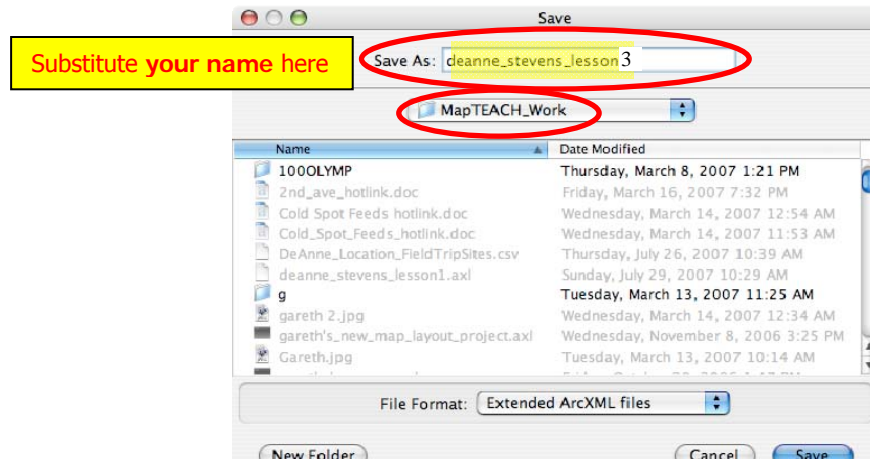 Save
Substitute your name here
Save As: deanne_stevens_lesson3
MapTEACH_Work
Name Date Modified
100OLYMP Thursday, March 8, 2007 1:21 PM
2nd_ave_hotlink.doc Friday, March 16, 2007 7:32 PM
Cold Spot Feeds hotlink.doc Wednesday, March 14, 2007 12:54 AM
Cold_Spot_Feeds_hotlink.doc Wednesday, March 14, 2007 11:53 AM
DeAnne_Location_FieldTripSites.csv Thursday, July 26, 2007 10:39 AM
deanne_stevens_lesson1.axl Sunday, July 29, 2007 10:29 AM
g Tuesday, March 13, 2007 11:25 AM
gareth 2.jpg Wednesday, March 14, 2007 12:34 AM
gareth's_new_map_layout_project.axl Wednesday, November 8, 2006 3:25 PM
Gareth.jpg Tuesday, March 13, 2007 10:14 AM
File Format: Extended ArcXML files
New Folder Cancel Save